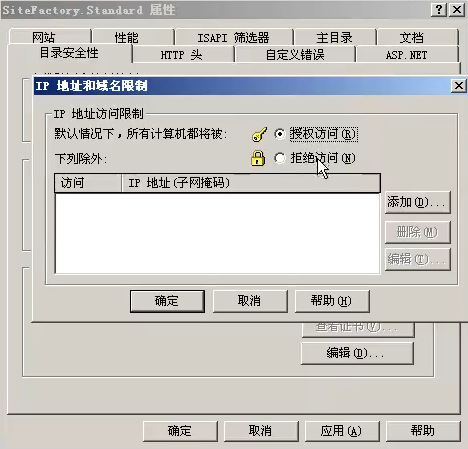 SiteFactory.Standard 属性
网站 性能 ISAPI 筛选器 主目录 文档
目录安全性 HTTP 头 自定义错误 ASP.NET
IP 地址和域名限制
IP 地址访问限制
默认情况下，所有计算机都将被： 授权访问(R)
下列除外： 拒绝访问(N)
访问 IP 地址(子网掩码)
添加(D)...
删除(M)
编辑(T)...
确定 取消 帮助(H)
查看证书(V)...
编辑(D)...
确定 取消 应用(A) 帮助